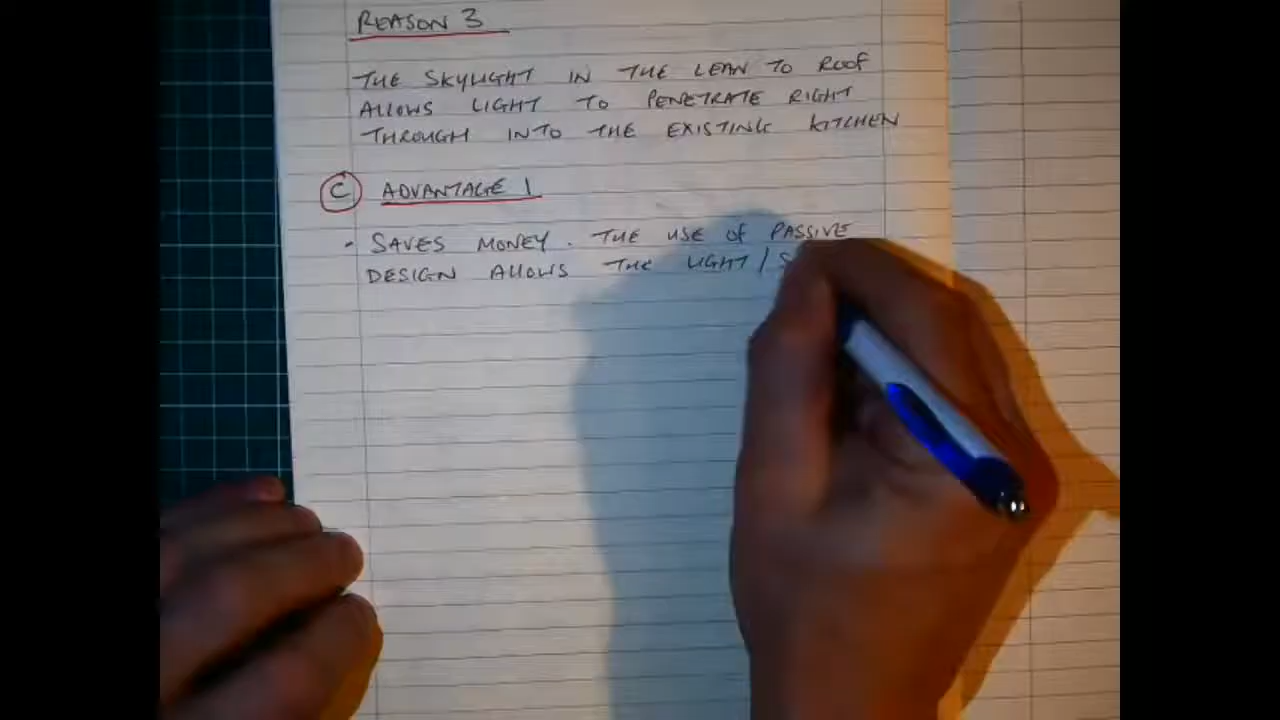 REASON 3
THE SKYLIGHT IN THE LEAN TO ROOF
ALLOWS LIGHT TO PENETRATE RIGHT
THROUGH INTO THE EXISTING KITCHEN
C ADVANTAGE 1
· SAVES MONEY. THE USE OF PASSIVE
DESIGN ALLOWS THE LIGHT / S